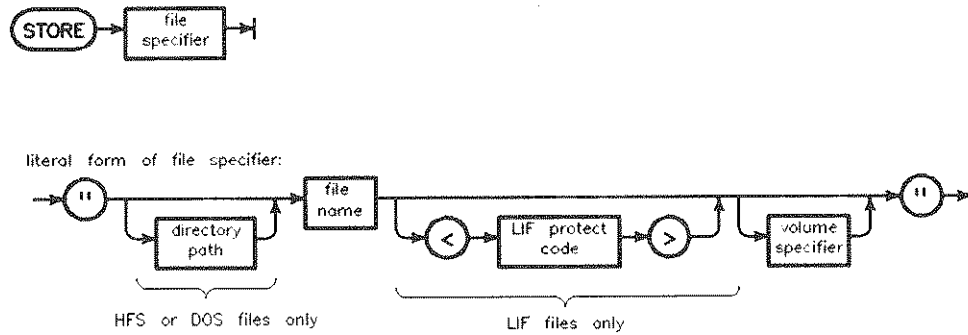 STORE
file
specifier
literal form of file specifier:
"
directory
path
file
name
<
LIF protect
code
>
volume
specifier
"
HFS or DOS files only
LIF files only